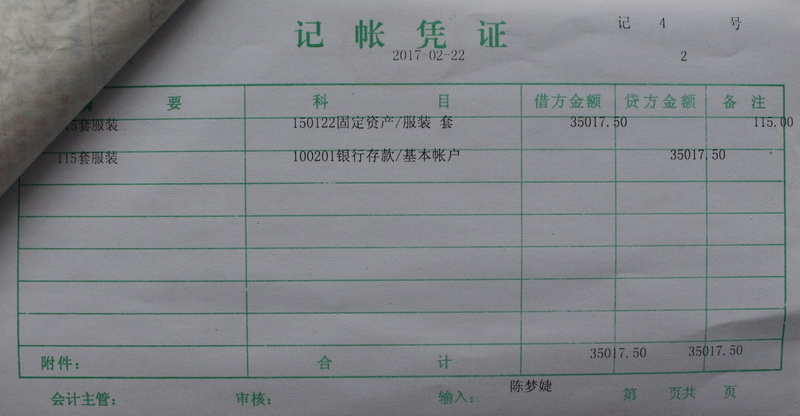 记帐凭证
记 4 号
2017-02-22 2
要 科 目 借方金额 贷方金额 备注
115套服装 150122固定资产/服装 套 35017.50 115.00
115套服装 100201银行存款/基本帐户 35017.50
附件： 合 计 35017.50 35017.50
会计主管： 审核： 输入： 陈梦婕 第 页共 页